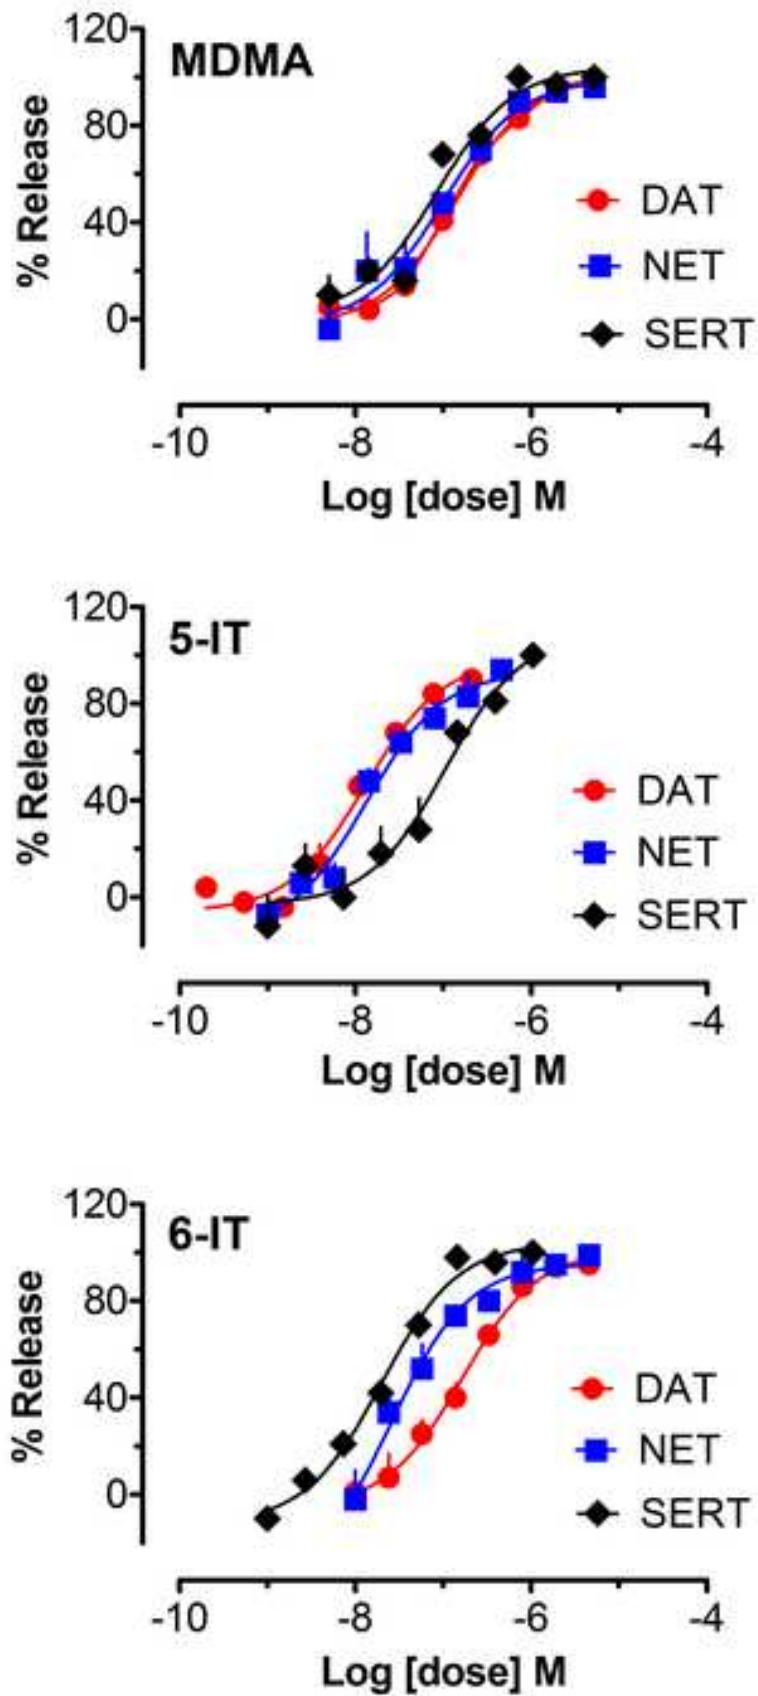 MDMA
120
80
40
0
% Release
DAT
NET
SERT
-10 -8 -6 -4
Log [dose] M
5-IT
120
80
40
0
% Release
DAT
NET
SERT
-10 -8 -6 -4
Log [dose] M
6-IT
120
80
40
0
% Release
DAT
NET
SERT
-10 -8 -6 -4
Log [dose] M